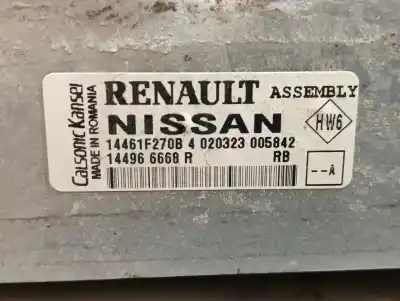 Calsonic Kansei
MADE IN ROMANIA
RENAULT ASSEMBLY
NISSAN
HW6
14461F270B 4 020323 005842
14496 6668 R RB
--A